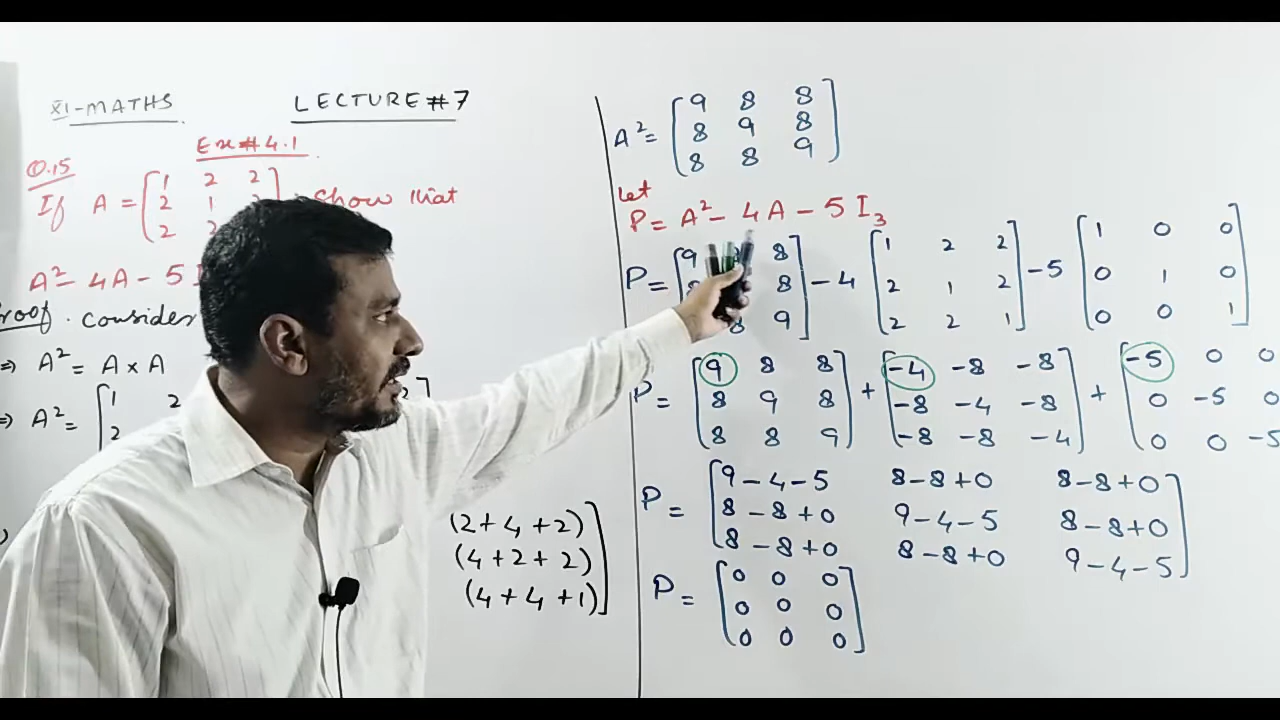 XI-MATHS LECTURE #7
Ex# 4.1
Q.15
If A = [1 2 2
2 1
2 2
; show that
A² - 4A - 5I
Proof. consider
⇒ A² = A × A
⇒ A² = [1 2
2
(2+4+2)
(4+2+2)
(4+4+1)]
A² = [9 8 8
8 9 8
8 8 9]
Let
P = A² - 4A - 5I₃
P = [9 8 8 8 9] - 4 [1 2 2
2 1 2
2 2 1] - 5 [1 0 0
0 1 0
0 0 1]
P = [9 8 8
8 9 8
8 8 9] + [-4 -8 -8
-8 -4 -8
-8 -8 -4] + [-5 0 0
0 -5 0
0 0 -5
P = [9-4-5 8-8+0 8-8+0
8-8+0 9-4-5 8-8+0
8-8+0 8-8+0 9-4-5]
P = [0 0 0
0 0 0
0 0 0]